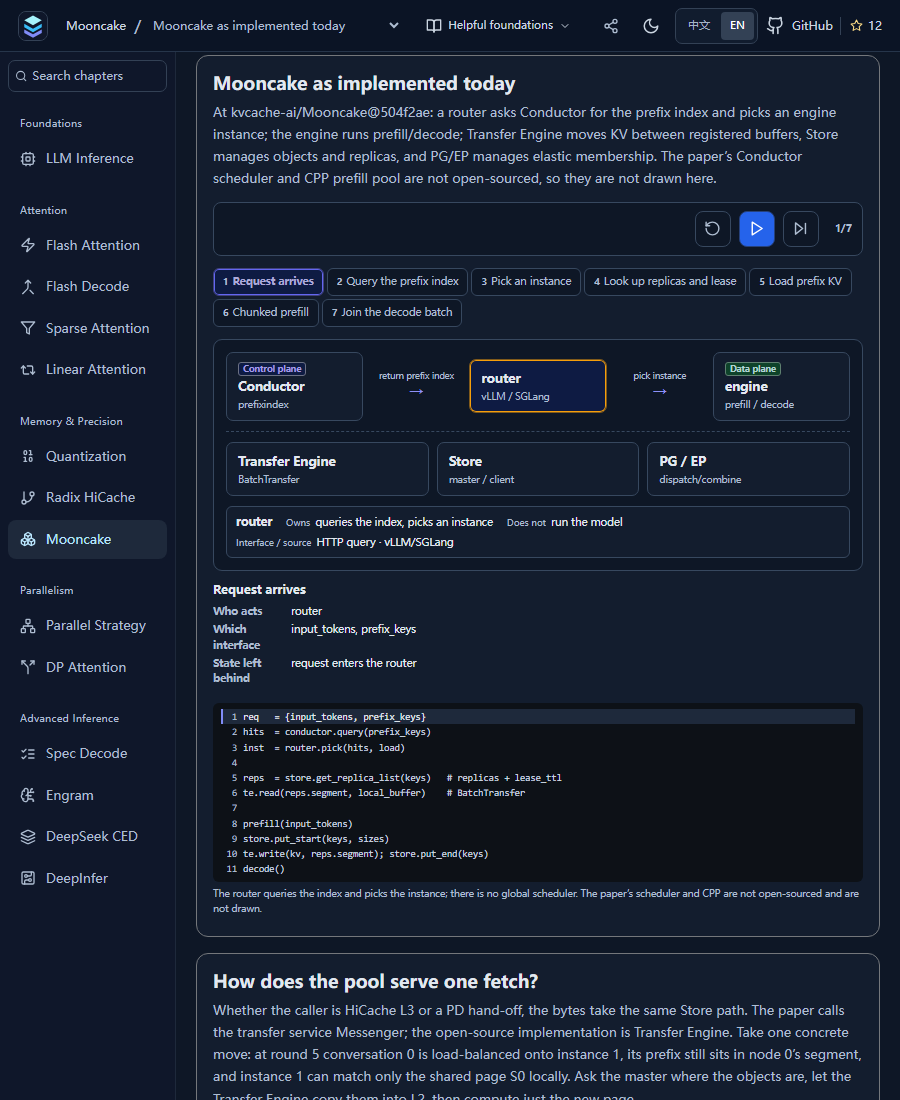 Mooncake / Mooncake as implemented today
Helpful foundations
中文 EN
GitHub
12
Search chapters
Foundations
LLM Inference
Attention
Flash Attention
Flash Decode
Sparse Attention
Linear Attention
Memory & Precision
Quantization
Radix HiCache
Mooncake
Parallelism
Parallel Strategy
DP Attention
Advanced Inference
Spec Decode
Engram
DeepSeek CED
DeepInfer
Mooncake as implemented today
At kvcache-ai/Mooncake@504f2ae: a router asks Conductor for the prefix index and picks an engine
instance; the engine runs prefill/decode; Transfer Engine moves KV between registered buffers, Store
manages objects and replicas, and PG/EP manages elastic membership. The paper's Conductor
scheduler and CPP prefill pool are not open-sourced, so they are not drawn here.
1/7
1 Request arrives
2 Query the prefix index
3 Pick an instance
4 Look up replicas and lease
5 Load prefix KV
6 Chunked prefill
7 Join the decode batch
Control plane
Conductor
prefixindex
return prefix index
→
router
vLLM / SGLang
pick instance
→
Data plane
engine
prefill / decode
Transfer Engine
BatchTransfer
Store
master / client
PG / EP
dispatch/combine
router Owns queries the index, picks an instance Does not run the model
Interface / source HTTP query · vLLM/SGLang
Request arrives
Who acts router
Which interface input_tokens, prefix_keys
State left behind request enters the router
1 req = {input_tokens, prefix_keys}
2 hits = conductor.query(prefix_keys)
3 inst = router.pick(hits, load)
4
5 reps = store.get_replica_list(keys) # replicas + lease_ttl
6 te.read(reps.segment, local_buffer) # BatchTransfer
7
8 prefill(input_tokens)
9 store.put_start(keys, sizes)
10 te.write(kv, reps.segment); store.put_end(keys)
11 decode()
The router queries the index and picks the instance; there is no global scheduler. The paper's scheduler and CPP are not open-sourced and are
not drawn.
How does the pool serve one fetch?
Whether the caller is HiCache L3 or a PD hand-off, the bytes take the same Store path. The paper calls
the transfer service Messenger; the open-source implementation is Transfer Engine. Take one concrete
move: at round 5 conversation 0 is load-balanced onto instance 1, its prefix still sits in node 0's segment,
and instance 1 can match only the shared page S0 locally. Ask the master where the objects are, let the
Transfer Engine copy them into L2, then compute just the new page.